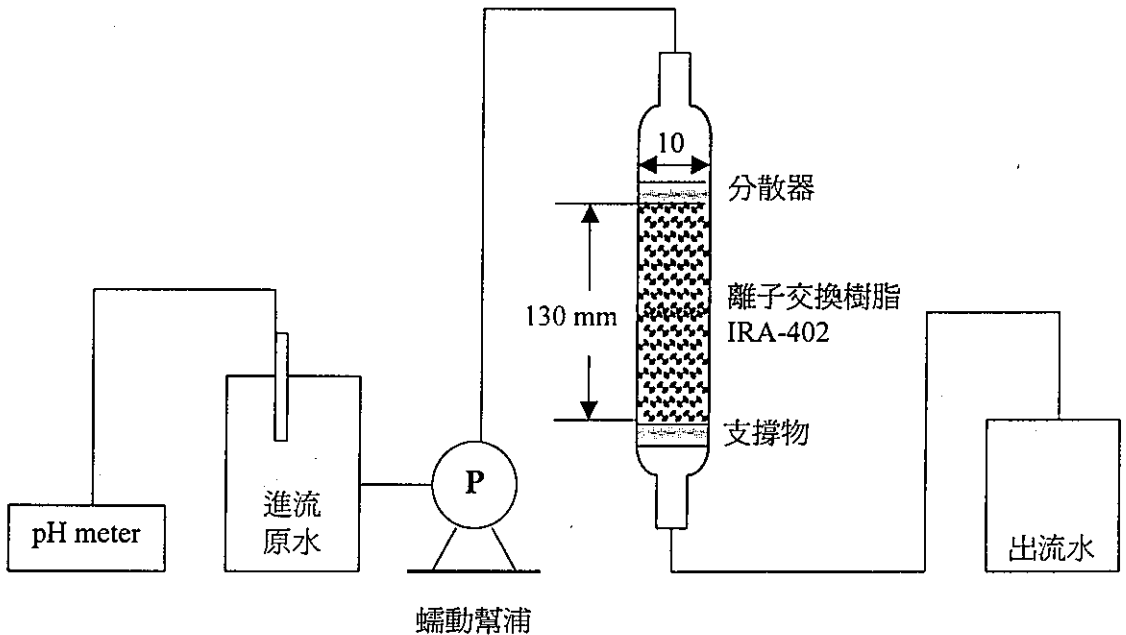 10
分散器
130 mm
離子交換樹脂
IRA-402
支撐物
P
進流
原水
pH meter
出流水
蠕動幫浦